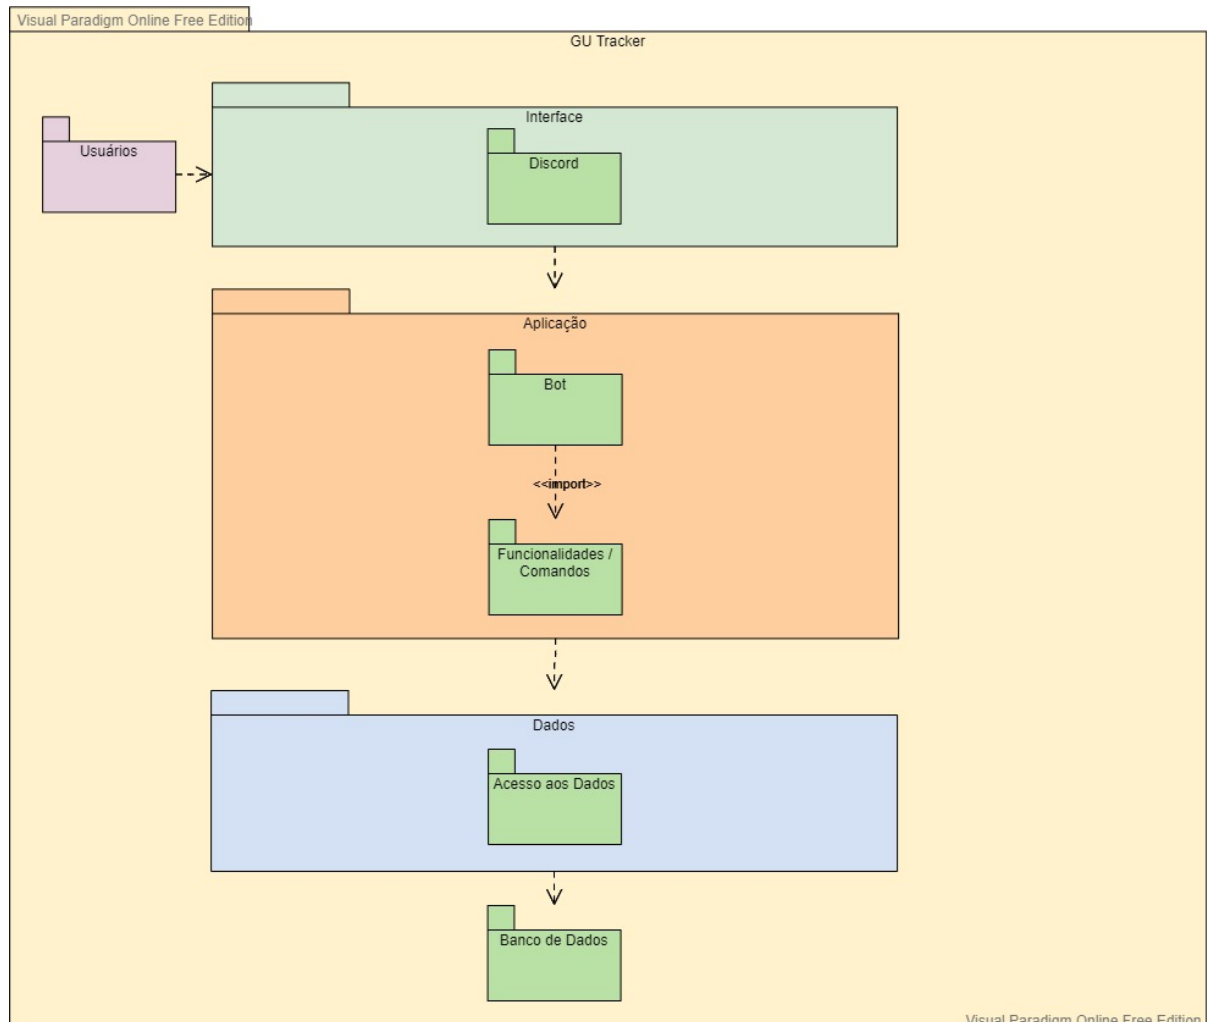 Visual Paradigm Online Free Edition
GU Tracker
Interface
Usuários
Discord
Aplicação
Bot
<<import>>
Funcionalidades /
Comandos
Dados
Acesso aos Dados
Banco de Dados
Visual Paradigm Online Free Edition